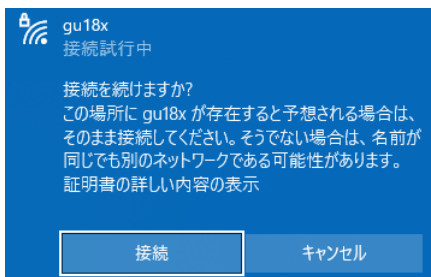 gu18x
接続試行中
接続を続けますか?
この場所に gu18x が存在すると予想される場合は、
そのまま接続してください。そうでない場合は、名前が
同じでも別のネットワークである可能性があります。
証明書の詳しい内容の表示
接続
キャンセル